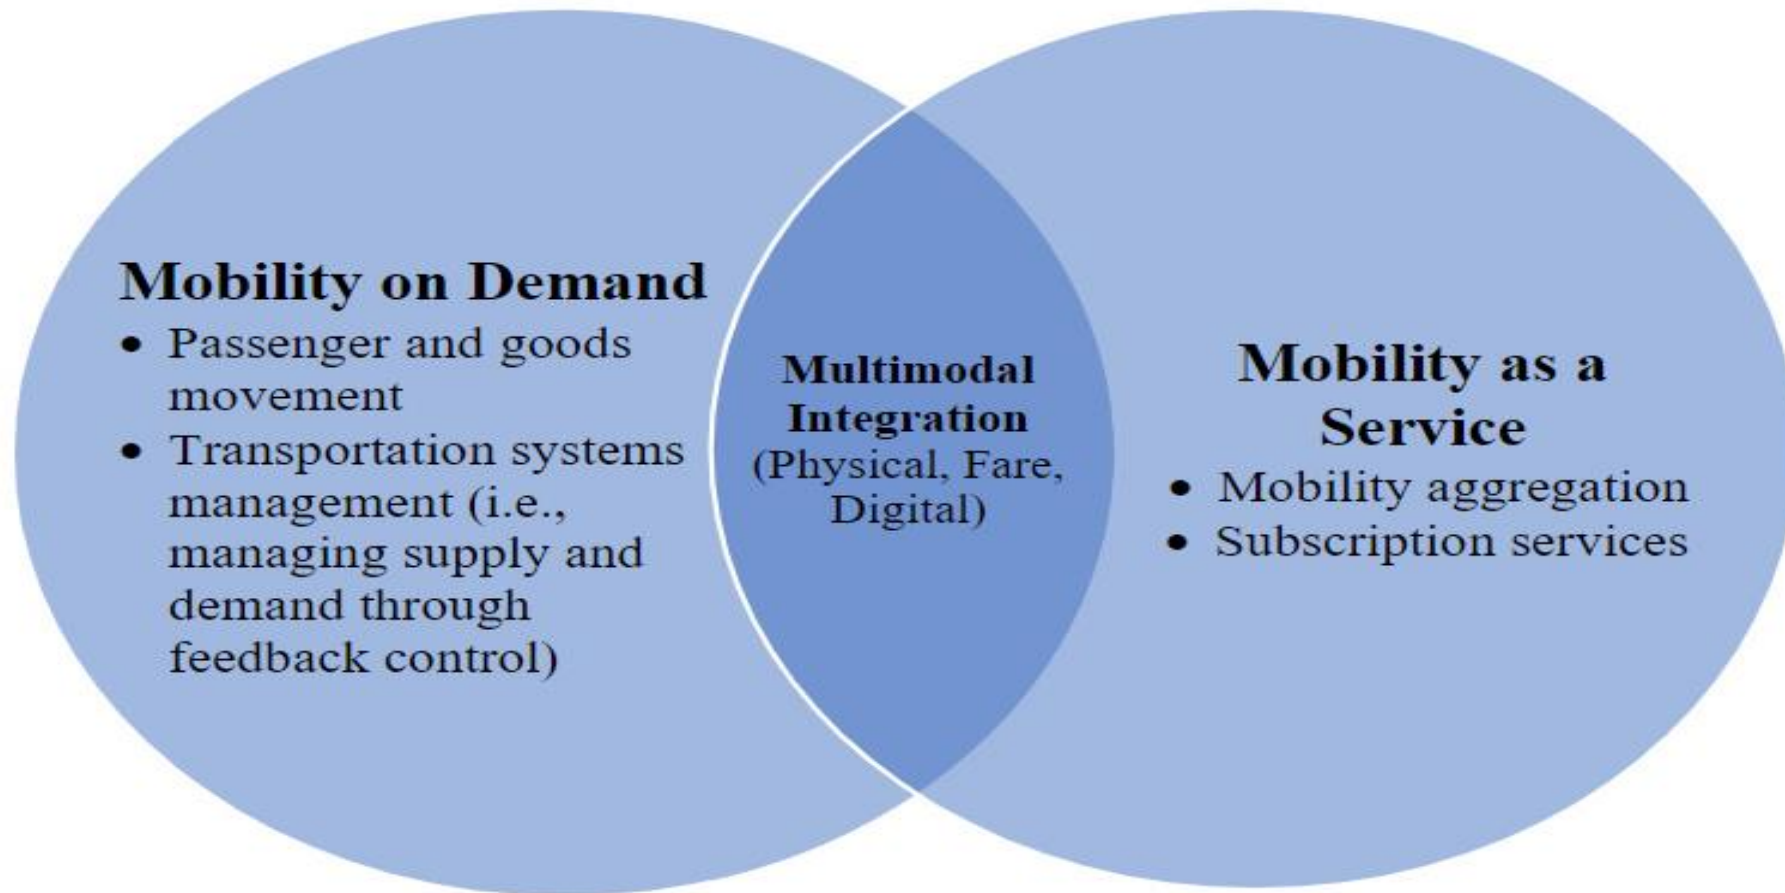 Mobility on Demand
• Passenger and goods
movement
• Transportation systems
management (i.e.,
managing supply and
demand through
feedback control)
Multimodal
Integration
(Physical, Fare,
Digital)
Mobility as a
Service
• Mobility aggregation
• Subscription services